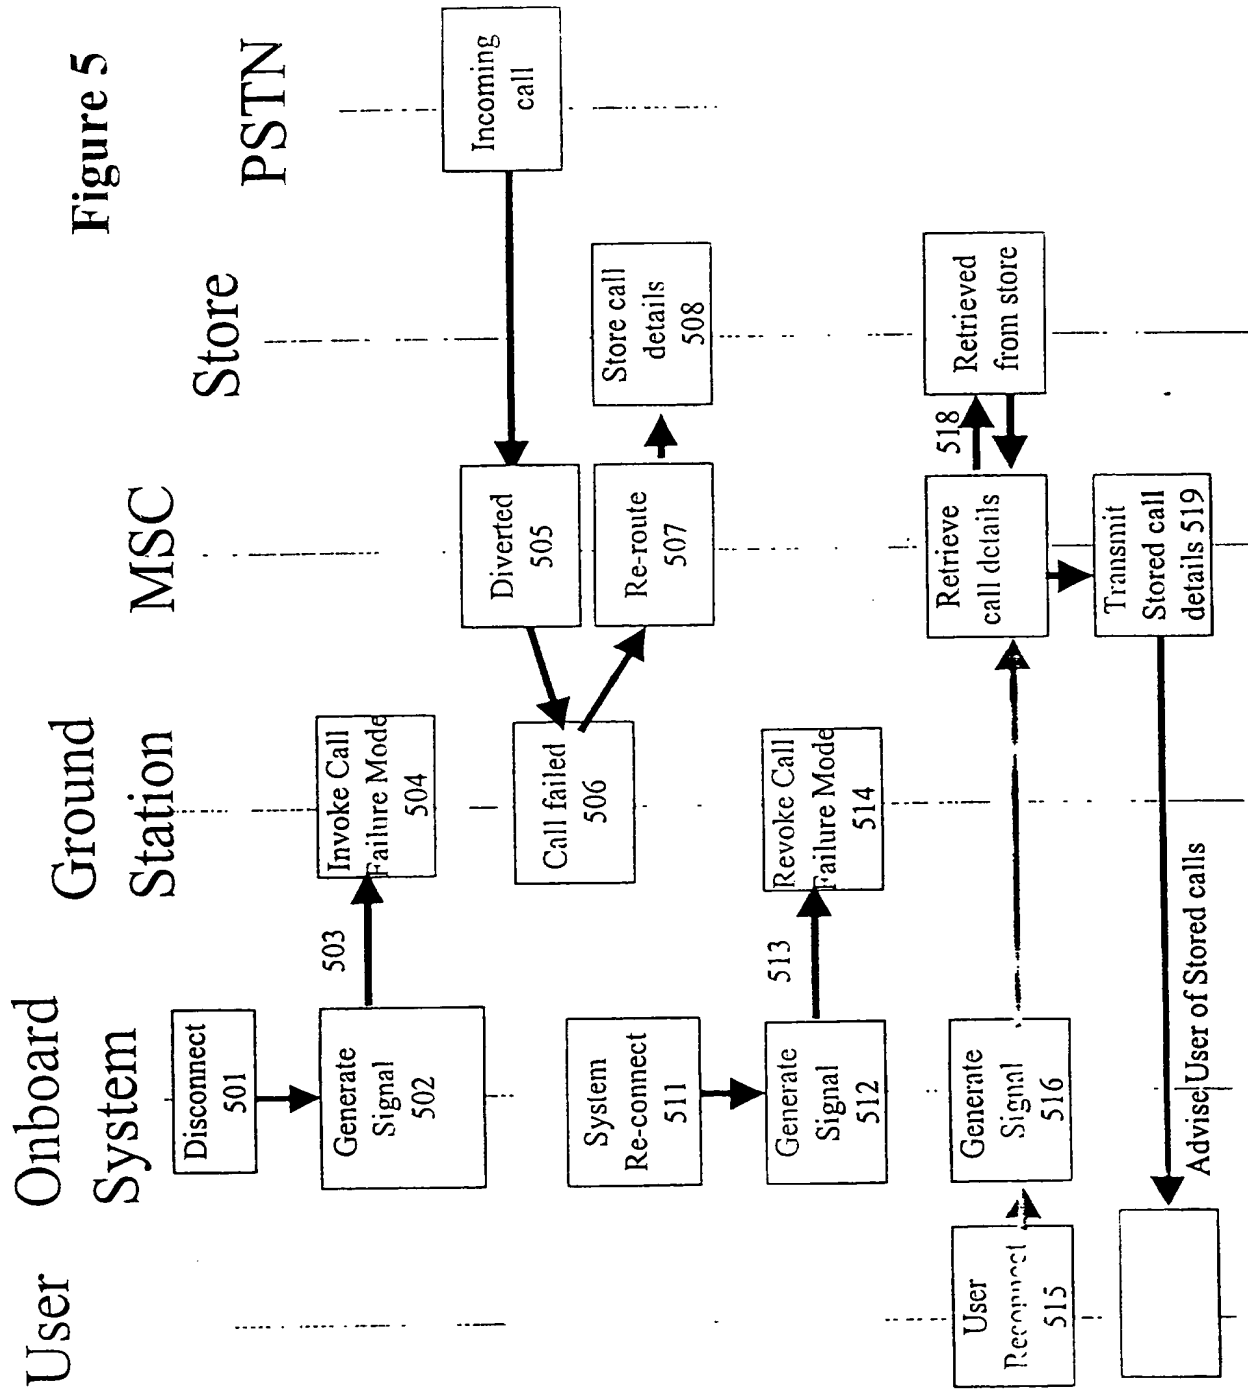 Figure 5
User
Onboard
System
Ground
Station
MSC
Store
PSTN
Disconnect
501
Generate
Signal
502
503
Invoke Call
Failure Mode
504
Incoming
call
Diverted
505
Call failed
506
Re-route
507
Store call
details
508
System
Re-connect
511
Generate
Signal
512
513
Revoke Call
Failure Mode
514
User
Reconnect
515
Generate
Signal
516
Retrieve
call details
518
Retrieved
from store
Transmit
Stored call
details 519
Advise User of Stored calls